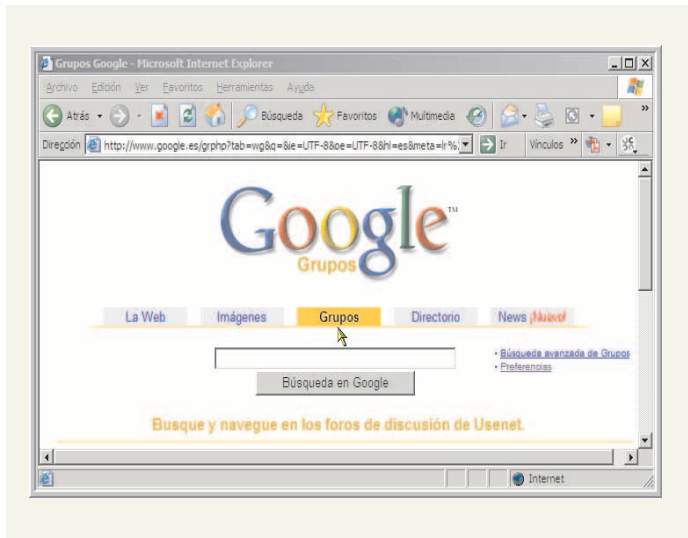 Grupos Google - Microsoft Internet Explorer
Archivo Edición Ver Favoritos Herramientas Ayuda
Atrás Búsqueda Favoritos Multimedia »
Dirección http://www.google.es/grphp?tab=wg&q=&ie=UTF-8&oe=UTF-8&hl=es&meta=lr% Ir Vínculos »
Google™
Grupos
La Web Imágenes Grupos Directorio News ¡Nuevo!
· Búsqueda avanzada de Grupos
· Preferencias
Búsqueda en Google
Busque y navegue en los foros de discusión de Usenet.
Internet